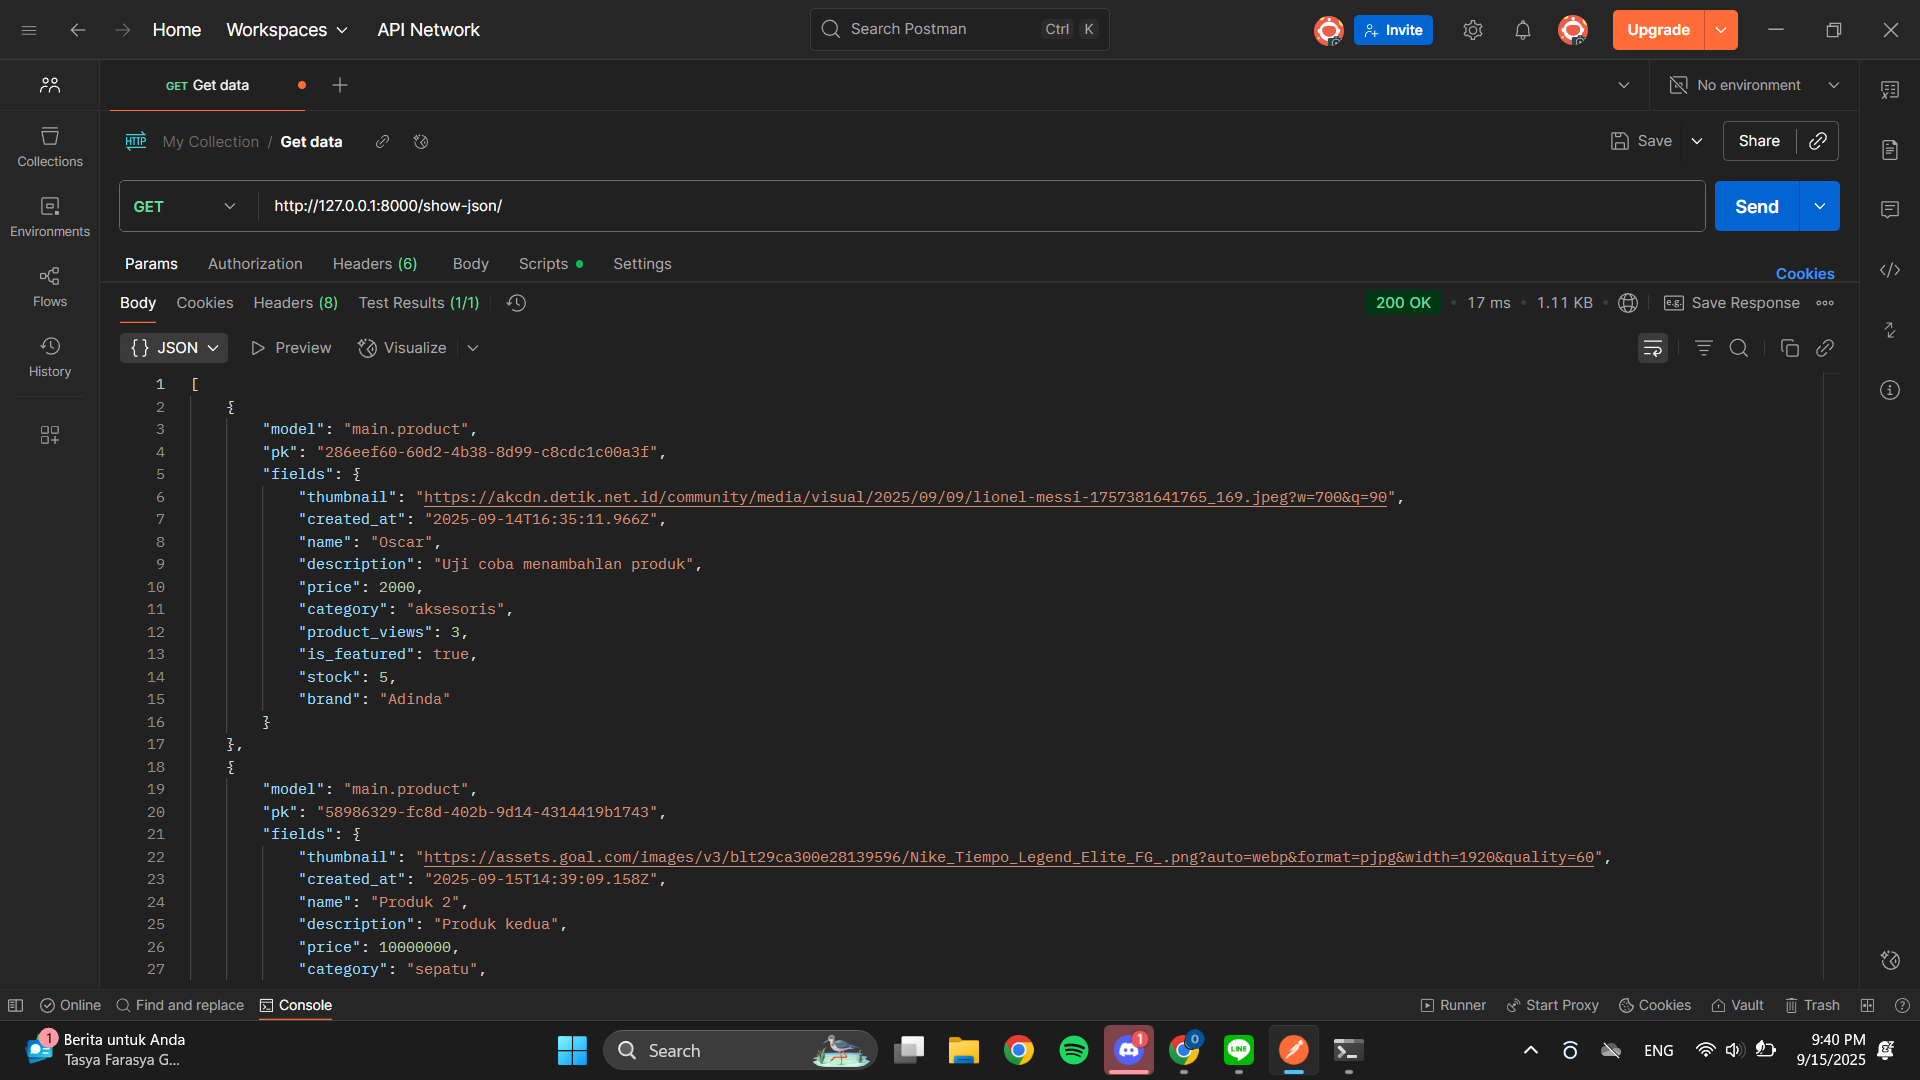 Home
Workspaces
API Network
Search Postman
Ctrl K
Invite
Upgrade
GET Get data
No environment
HTTP My Collection / Get data
Save
Share
GET
http://127.0.0.1:8000/show-json/
Send
Collections
Environments
Flows
History
Params
Authorization
Headers (6)
Body
Scripts
Settings
Cookies
Body
Cookies
Headers (8)
Test Results (1/1)
200 OK
17 ms
1.11 KB
e.g. Save Response
{} JSON
Preview
Visualize
1 [
2 {
3 "model": "main.product",
4 "pk": "286eef60-60d2-4b38-8d99-c8cdc1c00a3f",
5 "fields": {
6 "thumbnail": "https://akcdn.detik.net.id/community/media/visual/2025/09/09/lionel-messi-1757381641765_169.jpeg?w=700&q=90",
7 "created_at": "2025-09-14T16:35:11.966Z",
8 "name": "Oscar",
9 "description": "Uji coba menambahlan produk",
10 "price": 2000,
11 "category": "aksesoris",
12 "product_views": 3,
13 "is_featured": true,
14 "stock": 5,
15 "brand": "Adinda"
16 }
17 },
18 {
19 "model": "main.product",
20 "pk": "58986329-fc8d-402b-9d14-4314419b1743",
21 "fields": {
22 "thumbnail": "https://assets.goal.com/images/v3/blt29ca300e28139596/Nike_Tiempo_Legend_Elite_FG_.png?auto=webp&format=pjpg&width=1920&quality=60",
23 "created_at": "2025-09-15T14:39:09.158Z",
24 "name": "Produk 2",
25 "description": "Produk kedua",
26 "price": 10000000,
27 "category": "sepatu",
Online
Find and replace
Console
Runner
Start Proxy
Cookies
Vault
Trash
1
Berita untuk Anda
Tasya Farasya G...
Search
1
0
LINE
ENG
9:40 PM
9/15/2025